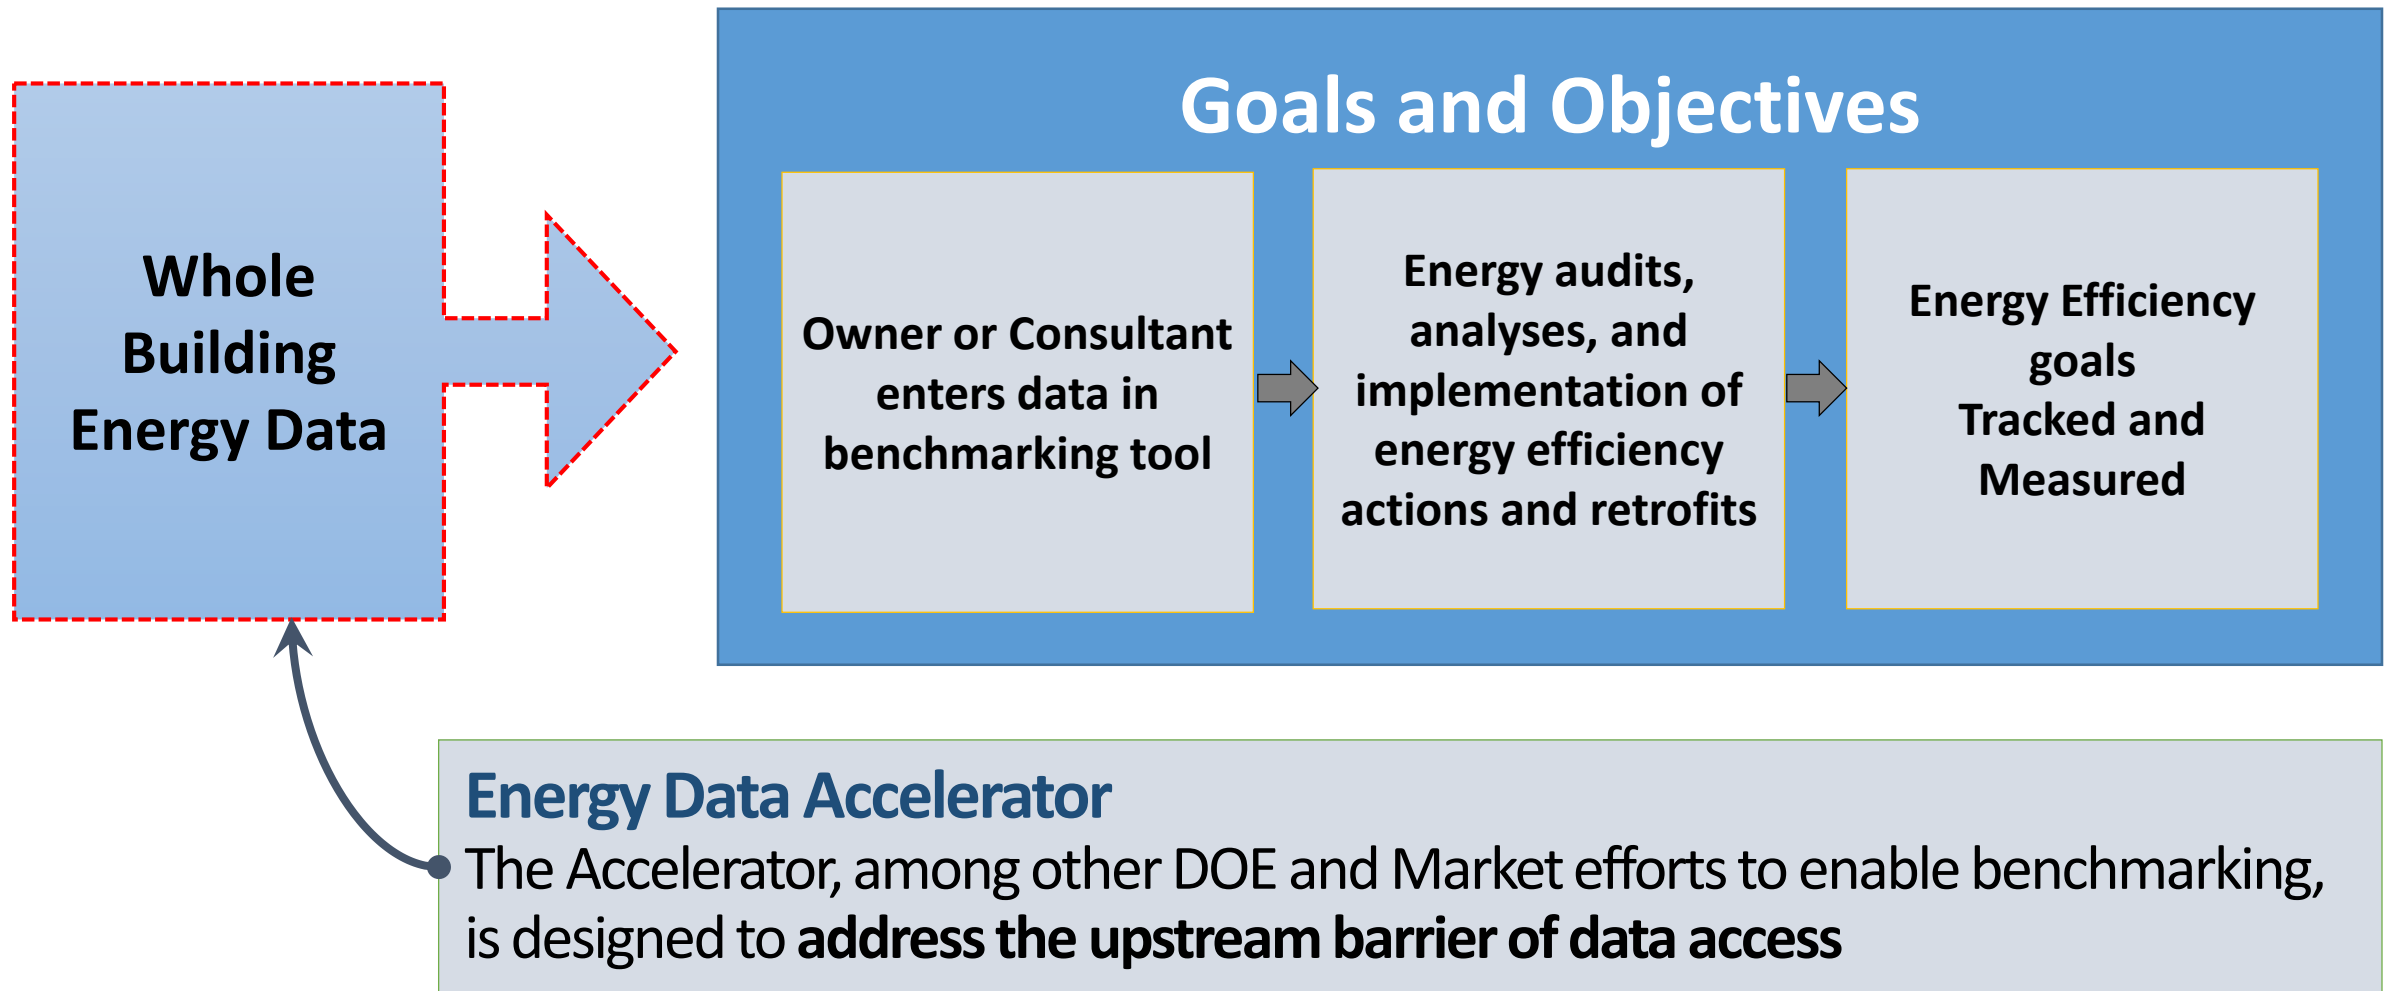 Whole
Building
Energy Data
Goals and Objectives
Owner or Consultant
enters data in
benchmarking tool
Energy audits,
analyses, and
implementation of
energy efficiency
actions and retrofits
Energy Efficiency
goals
Tracked and
Measured
Energy Data Accelerator
The Accelerator, among other DOE and Market efforts to enable benchmarking,
is designed to address the upstream barrier of data access